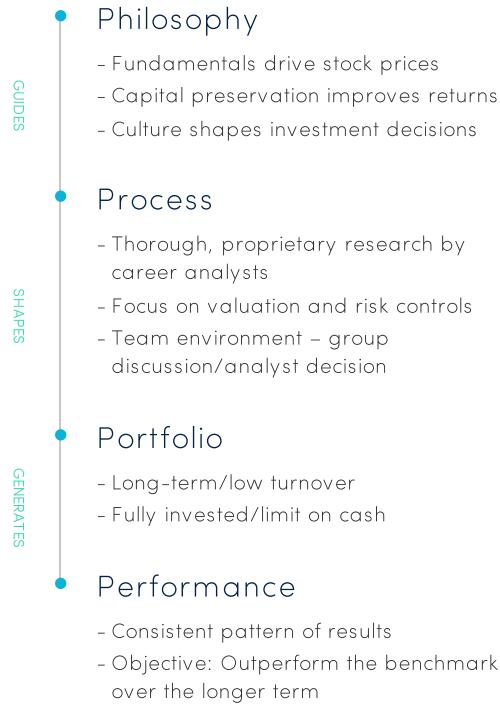 Philosophy
- Fundamentals drive stock prices
- Capital preservation improves returns
- Culture shapes investment decisions
GUIDES
Process
- Thorough, proprietary research by
career analysts
- Focus on valuation and risk controls
- Team environment – group
discussion/analyst decision
SHAPES
Portfolio
- Long-term/low turnover
- Fully invested/limit on cash
GENERATES
Performance
- Consistent pattern of results
- Objective: Outperform the benchmark
over the longer term